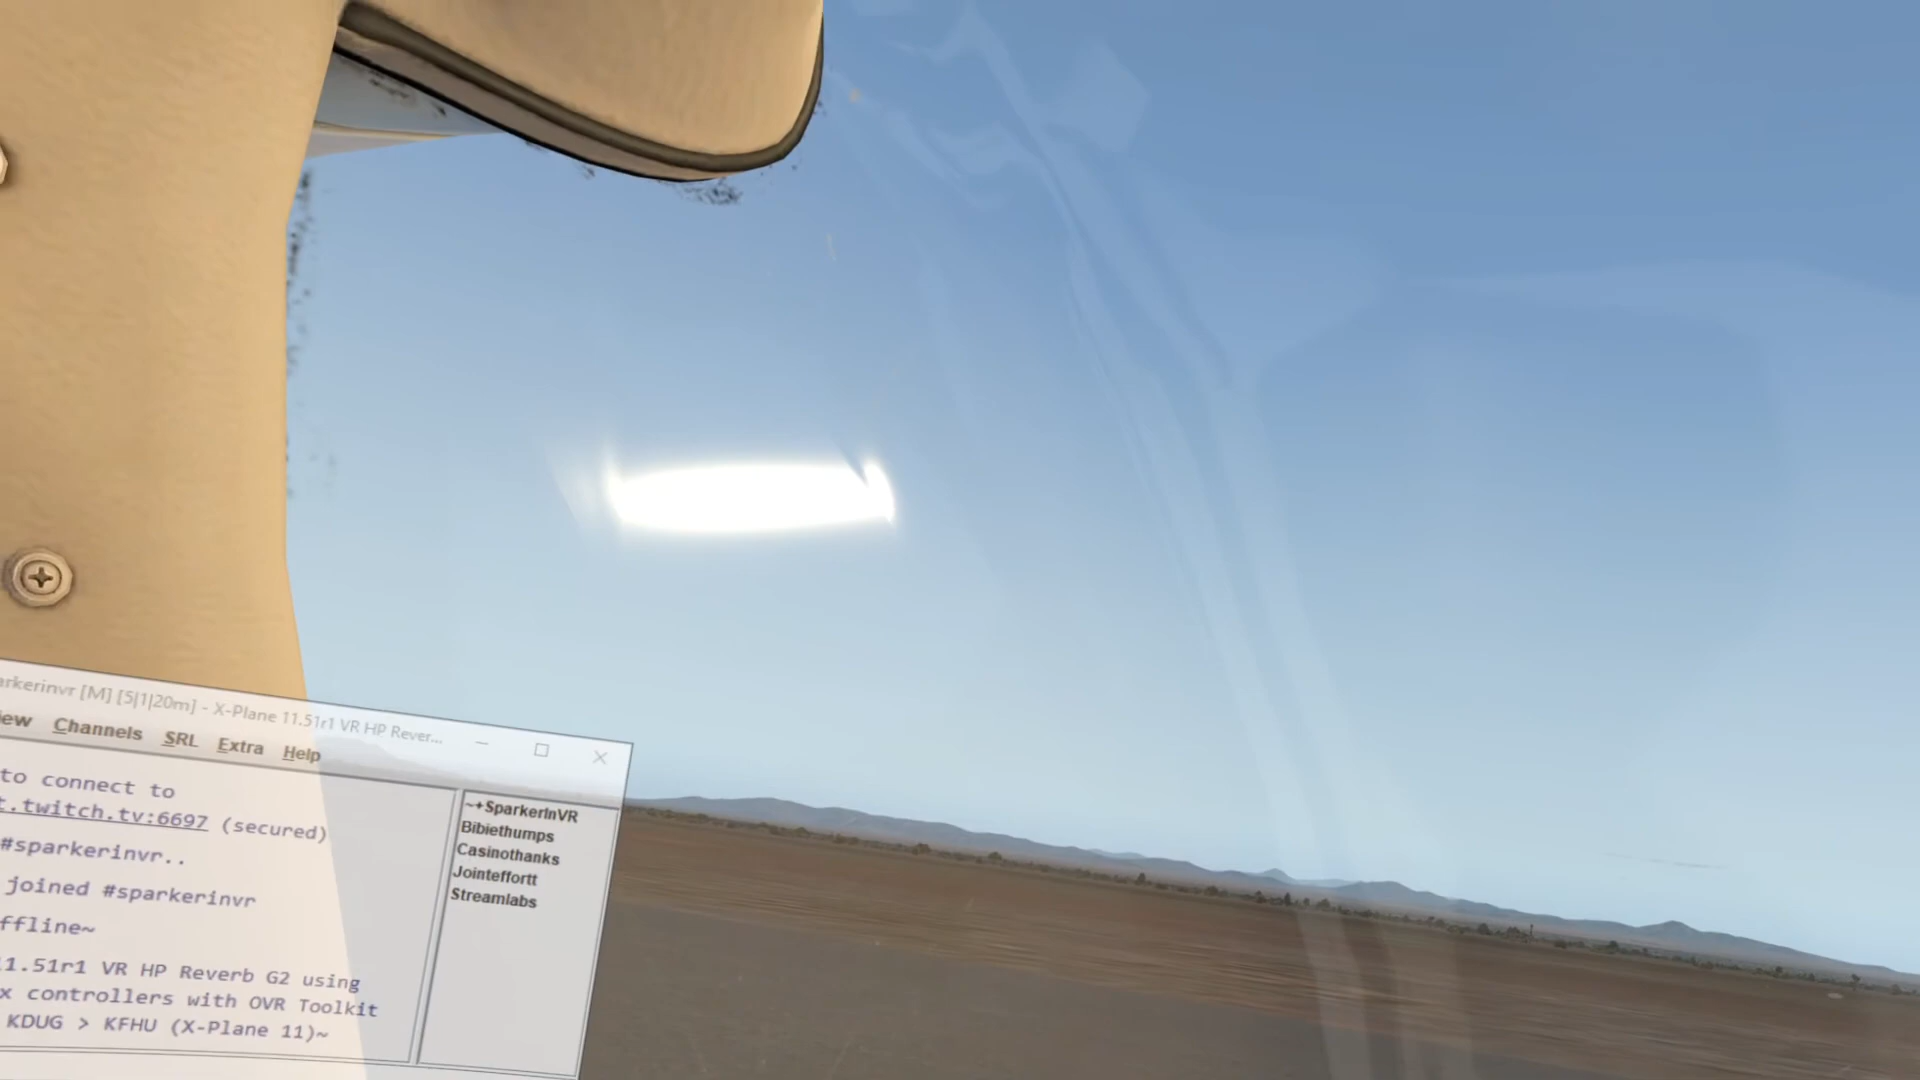 arkerinvr [M] [5|1|20m] - X-Plane 11.51r1 VR HP Rever...
iew Channels SRL Extra Help
to connect to
t.twitch.tv:6697 (secured)
#sparkerinvr..
joined #sparkerinvr
ffline~
11.51r1 VR HP Reverb G2 using
x controllers with OVR Toolkit
KDUG > KFHU (X-Plane 11)~
~+SparkerInVR
Bibiethumps
Casinothanks
Jointeffortt
Streamlabs